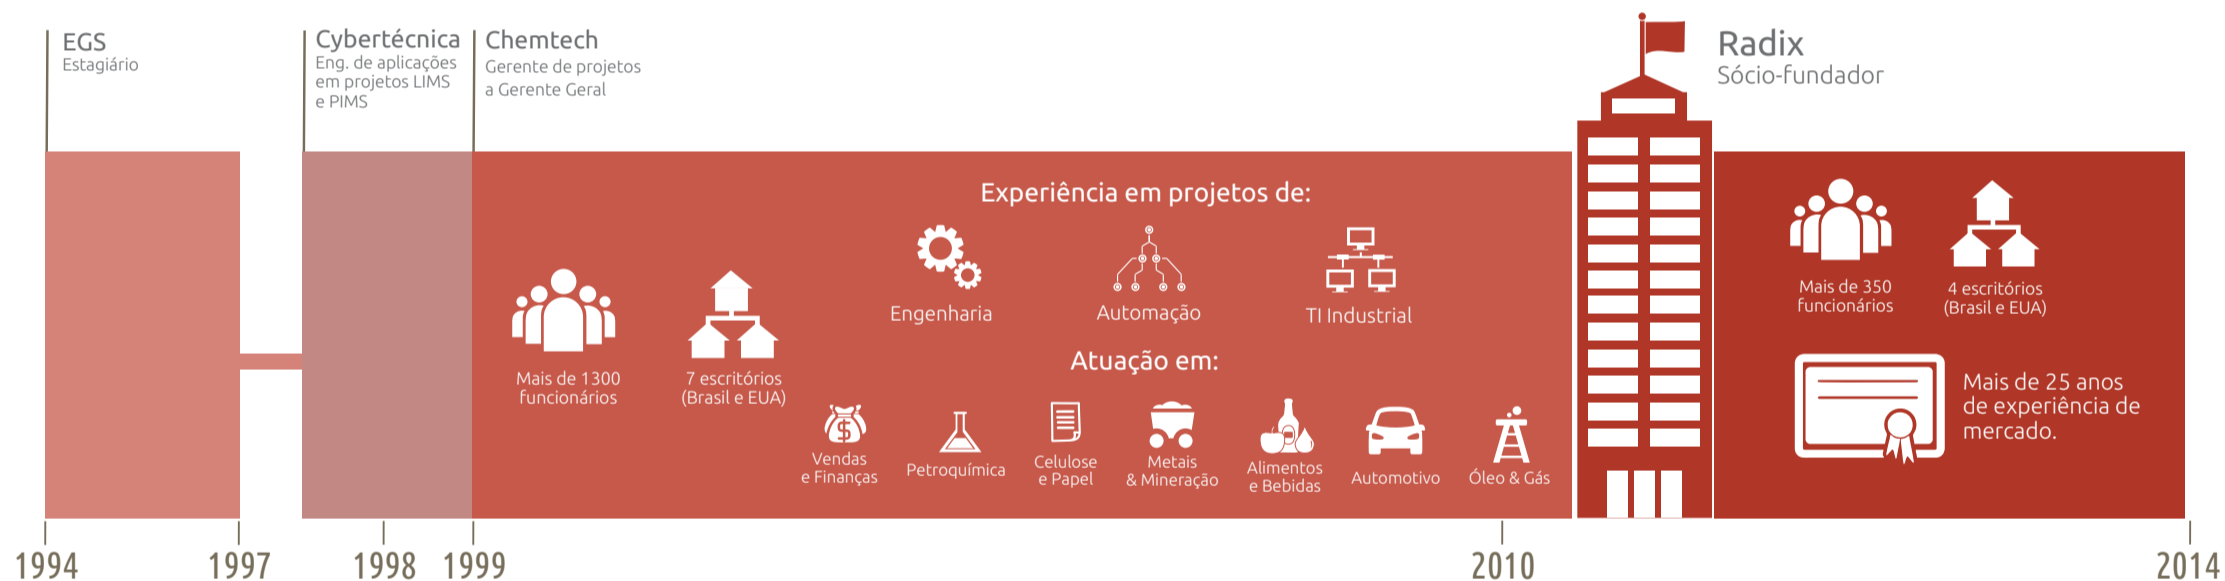 EGS
Estagiário
Cybertécnica
Eng. de aplicações
em projetos LIMS
e PIMS
Chemtech
Gerente de projetos
a Gerente Geral
Radix
Sócio-fundador
Mais de 1300
funcionários
7 escritórios
(Brasil e EUA)
Experiência em projetos de:
Engenharia
Automação
TI Industrial
Atuação em:
$
Vendas
e Finanças
Petroquímica
Celulose
e Papel
Metais
& Mineração
Alimentos
e Bebidas
Automotivo
Óleo & Gás
Mais de 350
funcionários
4 escritórios
(Brasil e EUA)
Mais de 25 anos
de experiência de
mercado.
1994
1997
1998
1999
2010
2014